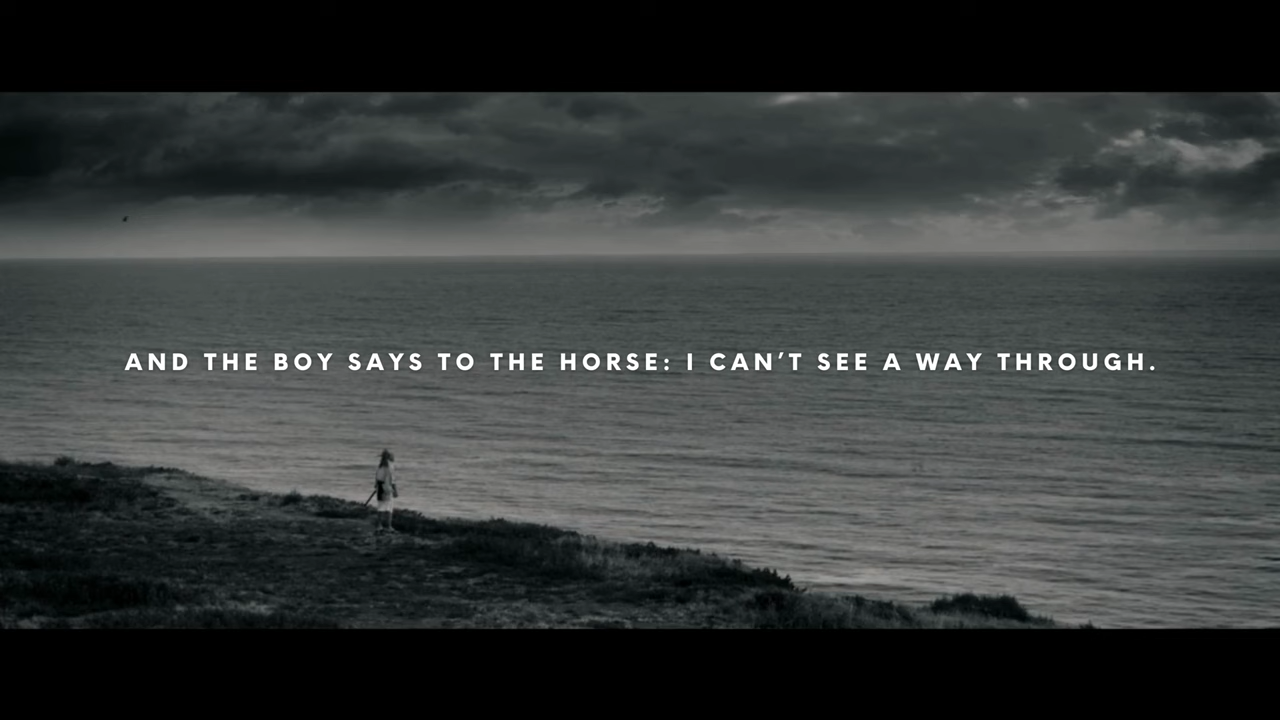 AND THE BOY SAYS TO THE HORSE: I CAN’T SEE A WAY THROUGH.